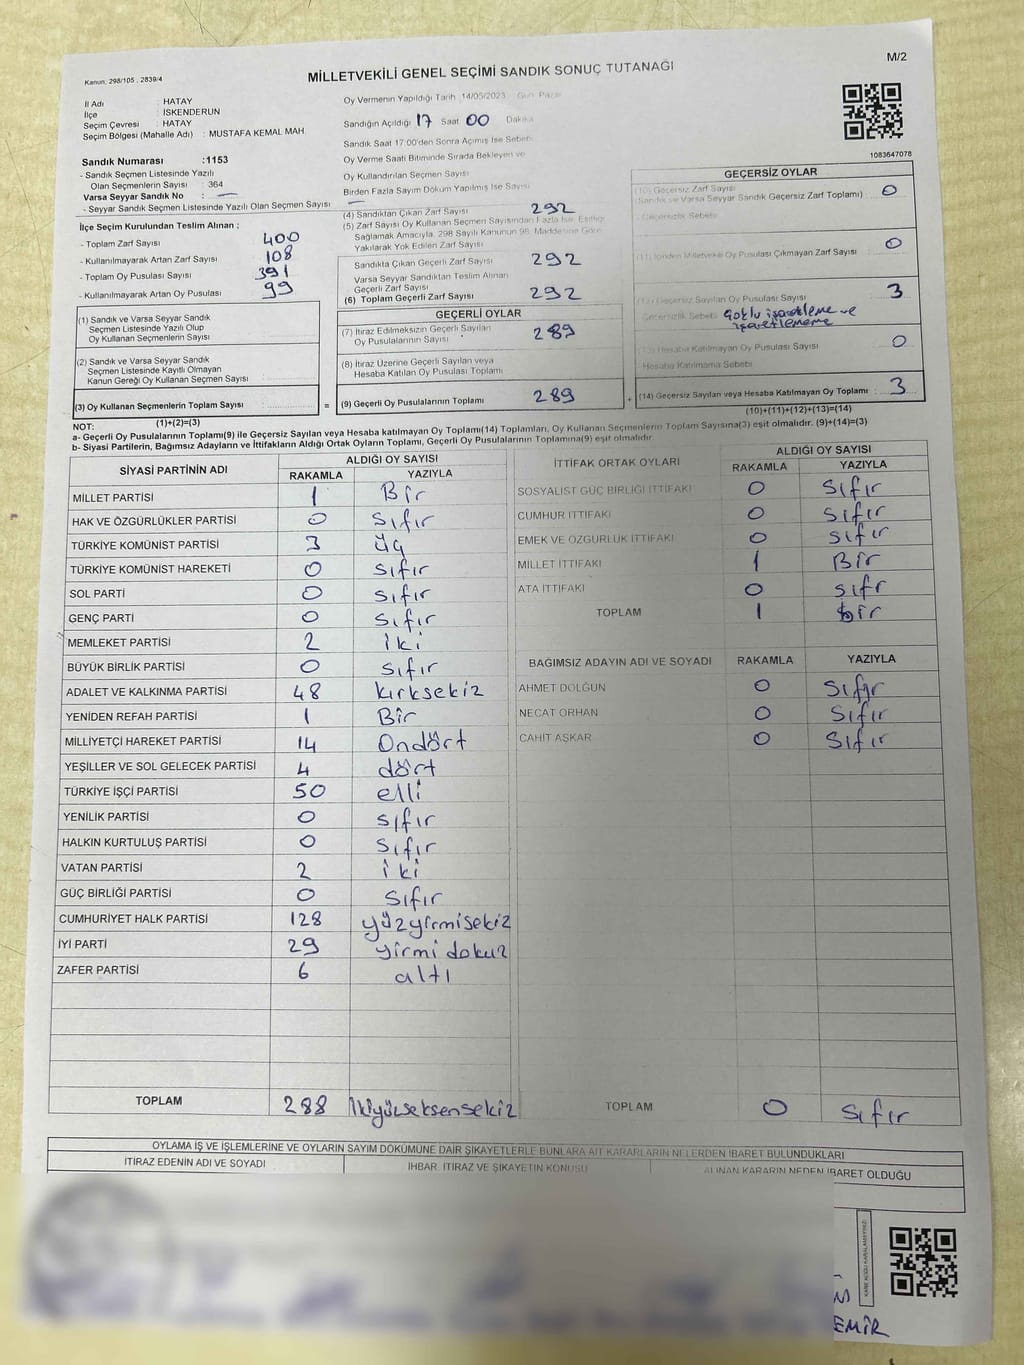 M/2
Kanun: 298/105 , 2839/4
MİLLETVEKİLİ GENEL SEÇİMİ SANDIK SONUÇ TUTANAĞI
İl Adı : HATAY
İlçe : İSKENDERUN
Seçim Çevresi : HATAY
Seçim Bölgesi (Mahalle Adı) : MUSTAFA KEMAL MAH.
Sandık Numarası :1153
- Sandık Seçmen Listesinde Yazılı
Olan Seçmenlerin Sayısı : 364
Varsa Seyyar Sandık No : —
- Seyyar Sandık Seçmen Listesinde Yazılı Olan Seçmen Sayısı —
İlçe Seçim Kurulundan Teslim Alınan ;
- Toplam Zarf Sayısı 400
- Kullanılmayarak Artan Zarf Sayısı 108
- Toplam Oy Pusulası Sayısı 391
- Kullanılmayarak Artan Oy Pusulası 99
(1) Sandık ve Varsa Seyyar Sandık
Seçmen Listesinde Yazılı Olup
Oy Kullanan Seçmenlerin Sayısı
(2) Sandık ve Varsa Seyyar Sandık
Seçmen Listesinde Kayıtlı Olmayan
Kanun Gereği Oy Kullanan Seçmen Sayısı
(3) Oy Kullanan Seçmenlerin Toplam Sayısı
(1)+(2)=(3)
Oy Vermenin Yapıldığı Tarih :14/05/2023 Gün: Pazar
Sandığın Açıldığı 17 Saat 00 Dakika
Sandık Saat 17:00'den Sonra Açmış İse Sebebi
Oy Verme Saati Bitiminde Sırada Bekleyen ve
Oy Kullandırılan Seçmen Sayısı
Birden Fazla Sayım Döküm Yapılmış İse Sayısı
(4) Sandıktan Çıkan Zarf Sayısı 292
(5) Zarf Sayısı Oy Kullanan Seçmen Sayısından Fazla İse, Eşitliği
Sağlamak Amacıyla, 298 Sayılı Kanunun 98. Maddesine Göre
Yakılarak Yok Edilen Zarf Sayısı
Sandıkta Çıkan Geçerli Zarf Sayısı 292
Varsa Seyyar Sandıktan Teslim Alınan
Geçerli Zarf Sayısı
(6) Toplam Geçerli Zarf Sayısı 292
GEÇERLİ OYLAR
(7) İtiraz Edilmeksizin Geçerli Sayılan
Oy Pusulalarının Sayısı 289
(8) İtiraz Üzerine Geçerli Sayılan veya
Hesaba Katılan Oy Pusulası Toplamı
= (9) Geçerli Oy Pusulalarının Toplamı 289
1083647078
GEÇERSİZ OYLAR
(10) Geçersiz Zarf Sayısı
(Sandık ve Varsa Seyyar Sandık Geçersiz Zarf Toplamı) : 0
Geçersizlik Sebebi
(11) İçinden Milletvekili Oy Pusulası Çıkmayan Zarf Sayısı 0
(12) Geçersiz Sayılan Oy Pusulası Sayısı 3
Geçersizlik Sebebi Çoklu işaretleme ve
işaretlememe
(13) Hesaba Katılmayan Oy Pusulası Sayısı 0
Hesaba Katılmama Sebebi
+ (14) Geçersiz Sayılan veya Hesaba Katılmayan Oy Toplamı : 3
(10)+(11)+(12)+(13)=(14)
NOT:
a- Geçerli Oy Pusulalarının Toplamı(9) ile Geçersiz Sayılan veya Hesaba katılmayan Oy Toplamı(14) Toplamları, Oy Kullanan Seçmenlerin Toplam Sayısına(3) eşit olmalıdır. (9)+(14)=(3)
b- Siyasi Partilerin, Bağımsız Adayların ve İttifakların Aldığı Ortak Oyların Toplamı, Geçerli Oy Pusulalarının Toplamına(9) eşit olmalıdır.
SİYASİ PARTİNİN ADI
ALDIĞI OY SAYISI
RAKAMLA YAZIYLA
MİLLET PARTİSİ 1 Bir
HAK VE ÖZGÜRLÜKLER PARTİSİ 0 sıfır
TÜRKİYE KOMÜNİST PARTİSİ 3 üç
TÜRKİYE KOMÜNİST HAREKETİ 0 sıfır
SOL PARTİ 0 sıfır
GENÇ PARTİ 0 sıfır
MEMLEKET PARTİSİ 2 iki
BÜYÜK BİRLİK PARTİSİ 0 sıfır
ADALET VE KALKINMA PARTİSİ 48 kırksekiz
YENİDEN REFAH PARTİSİ 1 Bir
MİLLİYETÇİ HAREKET PARTİSİ 14 Ondört
YEŞİLLER VE SOL GELECEK PARTİSİ 4 dört
TÜRKİYE İŞÇİ PARTİSİ 50 elli
YENİLİK PARTİSİ 0 sıfır
HALKIN KURTULUŞ PARTİSİ 0 sıfır
VATAN PARTİSİ 2 iki
GÜÇ BİRLİĞİ PARTİSİ 0 sıfır
CUMHURİYET HALK PARTİSİ 128 yüzyirmisekiz
İYİ PARTİ 29 yirmi dokuz
ZAFER PARTİSİ 6 altı
TOPLAM 288 ikiyükseksensekiz
İTTİFAK ORTAK OYLARI
ALDIĞI OY SAYISI
RAKAMLA YAZIYLA
SOSYALİST GÜÇ BİRLİĞİ İTTİFAKI 0 sıfır
CUMHUR İTTİFAKI 0 sıfır
EMEK VE ÖZGÜRLÜK İTTİFAKI 0 sıfır
MİLLET İTTİFAKI 1 Bir
ATA İTTİFAKI 0 sıfr
TOPLAM 1 bir
BAĞIMSIZ ADAYIN ADI VE SOYADI RAKAMLA YAZIYLA
AHMET DOLĞUN 0 Sıfır
NECAT ORHAN 0 Sıfır
CAHİT AŞKAR 0 Sıfır
TOPLAM 0 sıfır
OYLAMA İŞ VE İŞLEMLERİNE VE OYLARIN SAYIM DÖKÜMÜNE DAİR ŞİKAYETLERLE BUNLARA AİT KARARLARIN NELERDEN İBARET BULUNDUKLARI
İTİRAZ EDENİN ADI VE SOYADI İHBAR, İTİRAZ VE ŞİKAYETİN KONUSU ALINAN KARARIN NEDEN İBARET OLDUĞU
EMİR